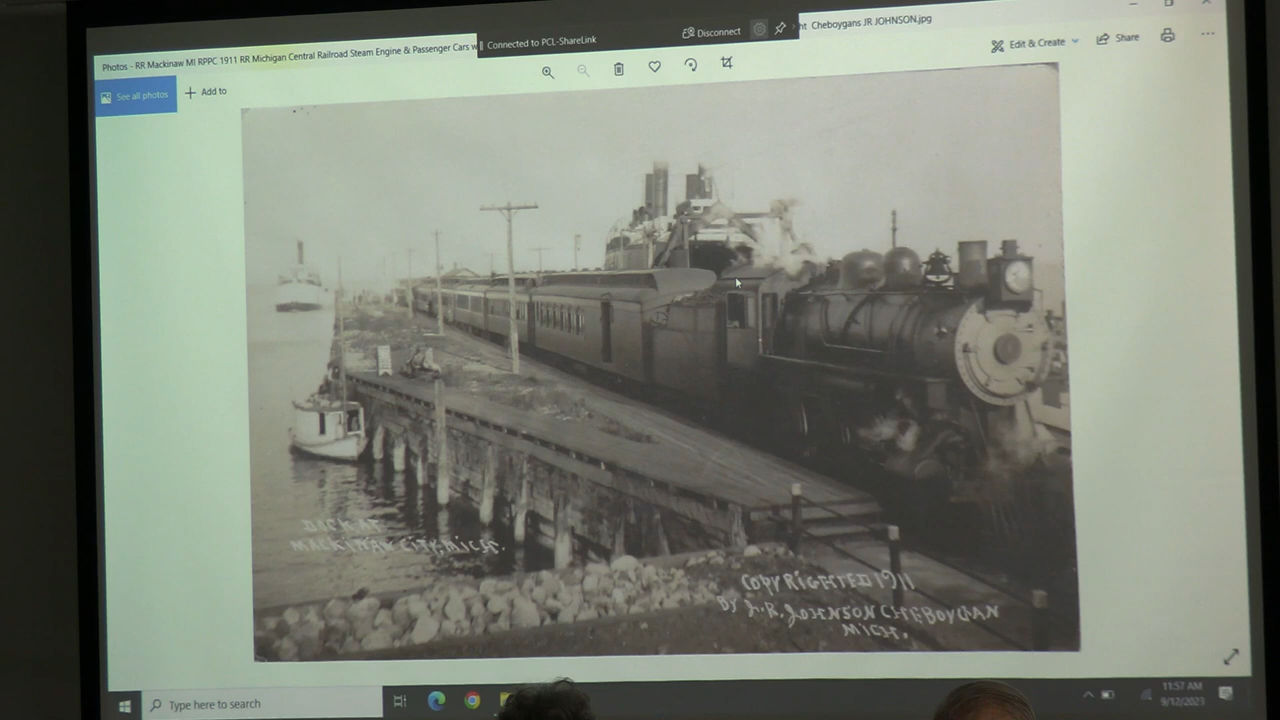 Photos - RR Mackinaw MI RPPC 1911 RR Michigan Central Railroad Steam Engine & Passenger Cars w
Connected to PCL-ShareLink
Disconnect
ht Cheboygans JR JOHNSON.jpg
See all photos
Add to
Edit & Create
Share
DOCK AT
MACKINAW CITY, MICH.
COPYRIGHTED 1911
BY J.R. JOHNSON CHEBOYGAN
MICH.
Type here to search
11:57 AM
9/12/2023